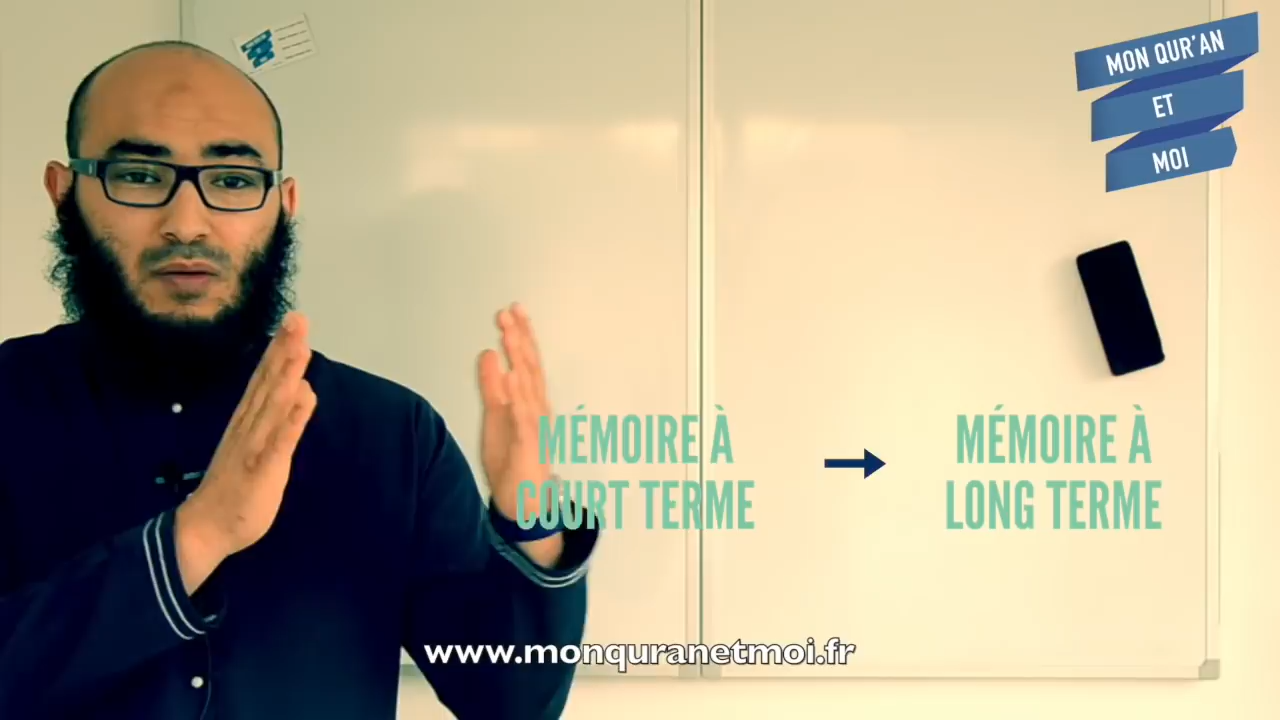 MON QUR'AN
ET
MOI
MÉMOIRE À
COURT TERME
MÉMOIRE À
LONG TERME
www.monquranetmoi.fr